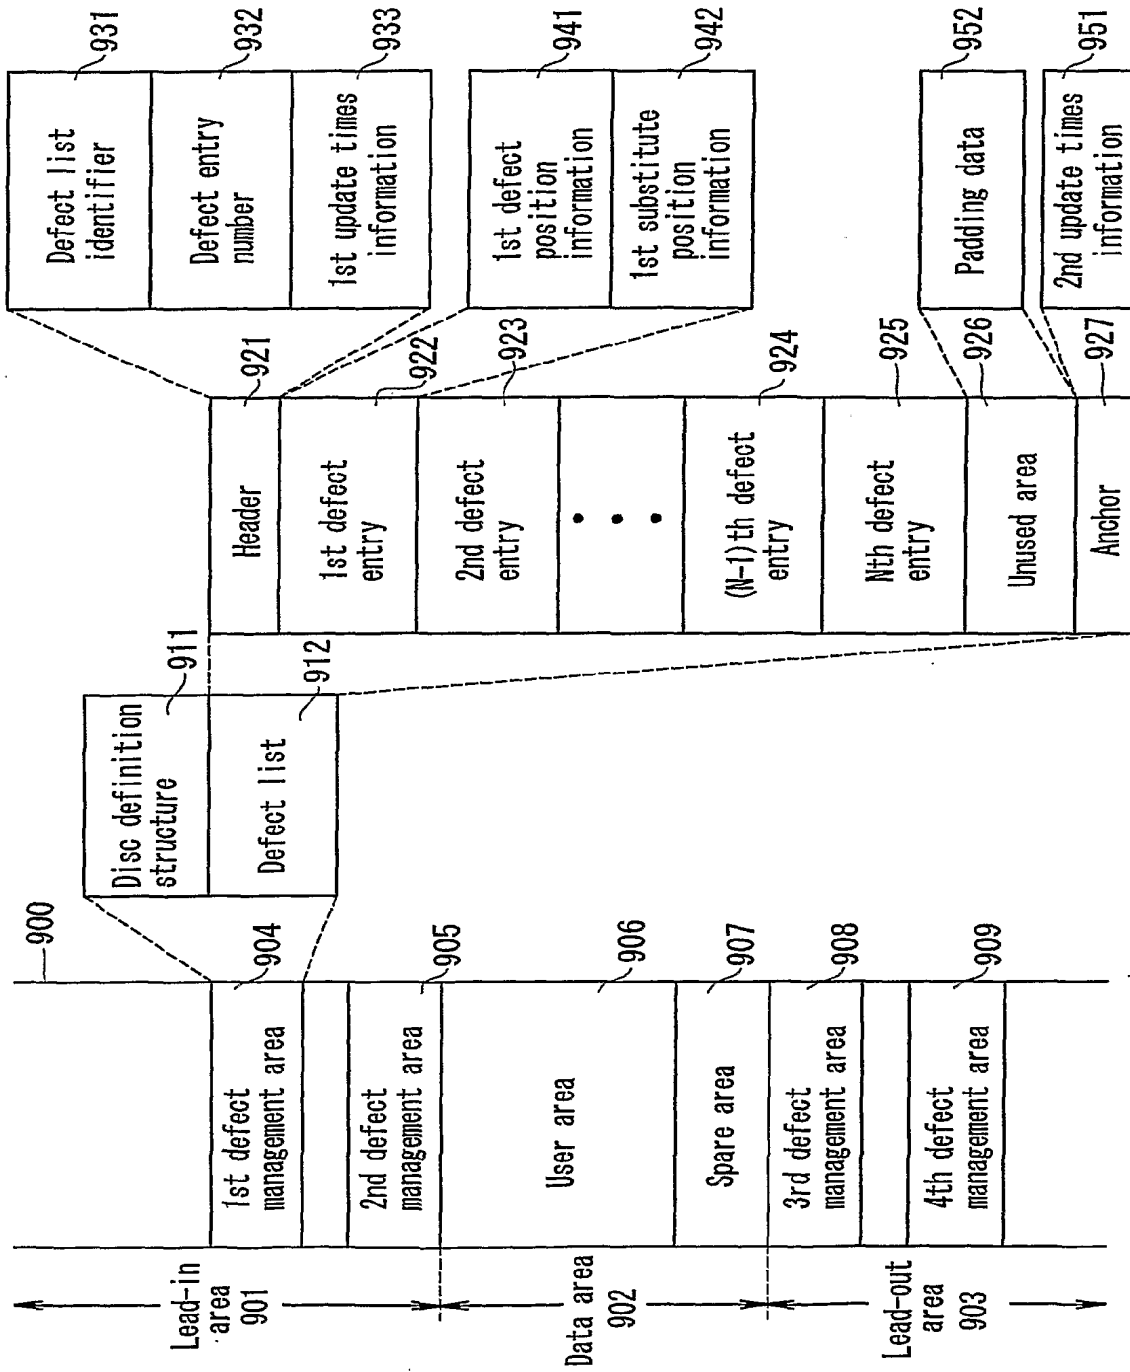 900
Lead-in
area
901
Data area
902
Lead-out
area
903
1st defect
management area
904
2nd defect
management area
905
User area
906
Spare area
907
3rd defect
management area
908
4th defect
management area
909
Disc definition
structure
911
Defect list
912
Header
921
1st defect
entry
922
2nd defect
entry
923
(N-1)th defect
entry
924
Nth defect
entry
925
Unused area
926
Anchor
927
Defect list
identifier
931
Defect entry
number
932
1st update times
information
933
1st defect
position
information
941
1st substitute
position
information
942
Padding data
952
2nd update times
information
951